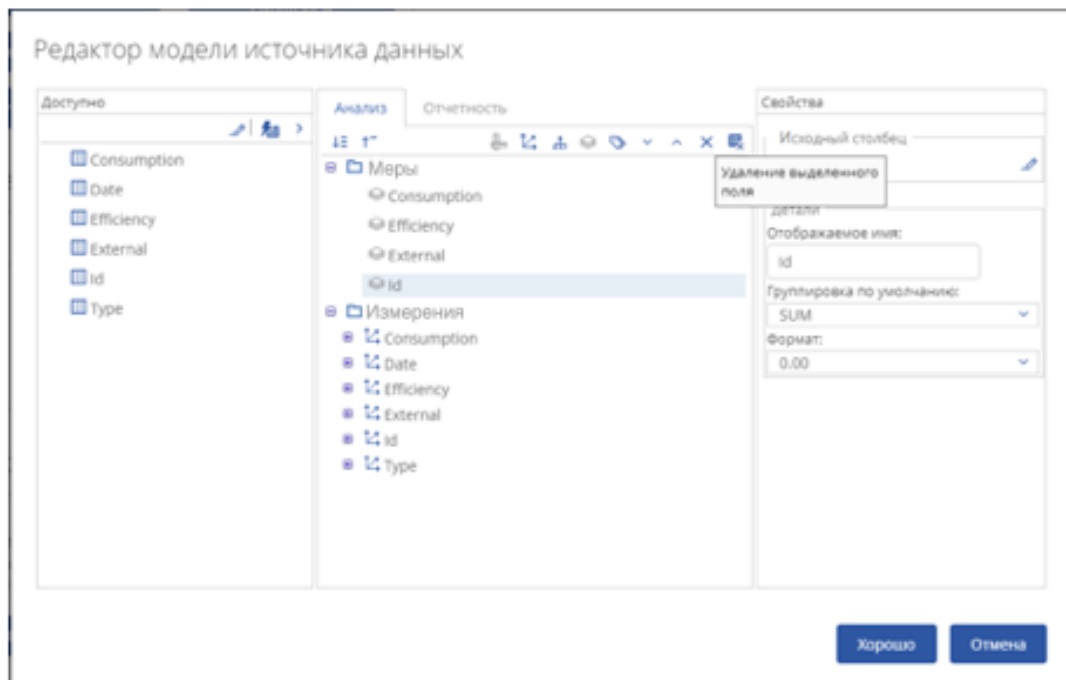 Редактор модели источника данных
Доступно
Consumption
Date
Efficiency
External
Id
Type
Анализ
Отчетность
Меры
Consumption
Efficiency
External
Id
Измерения
Consumption
Date
Efficiency
External
Id
Type
Свойства
Исходный столбец
Удаление выделенного
поля
Детали
Отображаемое имя:
Id
Группировка по умолчанию:
SUM
Формат:
0.00
Хорошо
Отмена